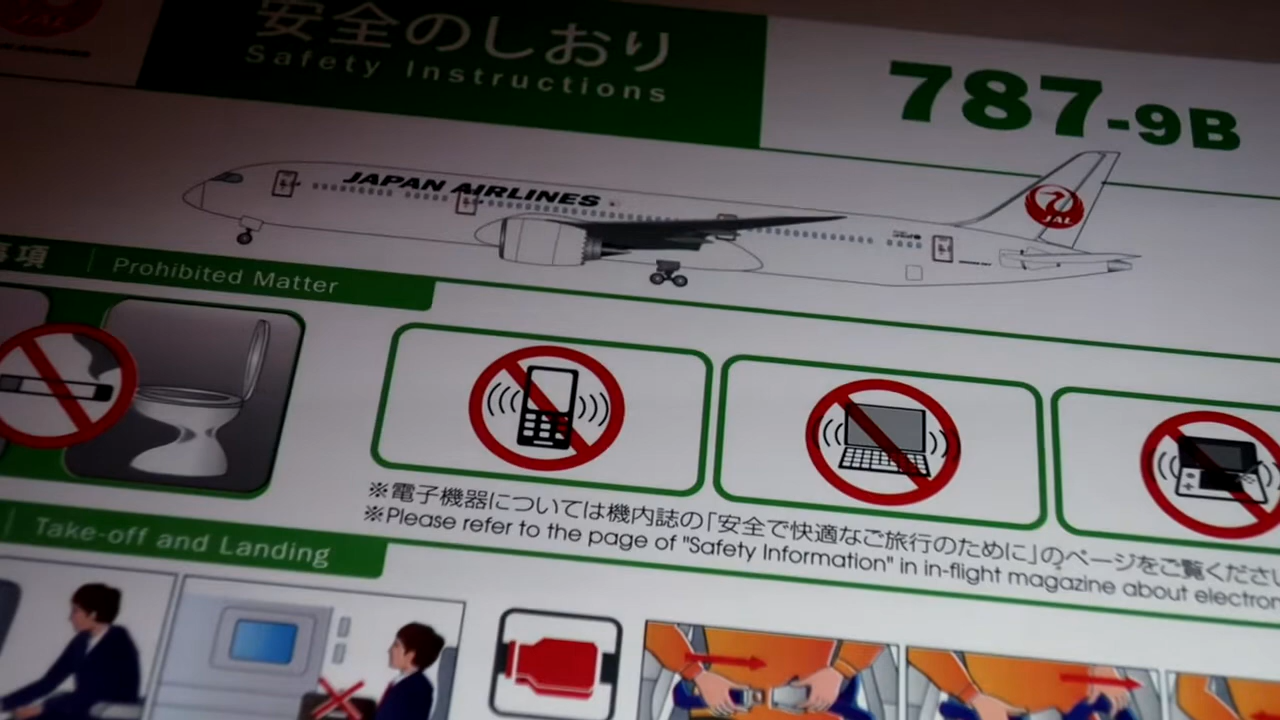 安全のしおり
Safety Instructions
787-9B
JAPAN AIRLINES
JAL
事項
Prohibited Matter
※電子機器については機内誌の「安全で快適なご旅行のために」のページをご覧くださ
※Please refer to the page of "Safety Information" in in-flight magazine about electron
Take-off and Landing